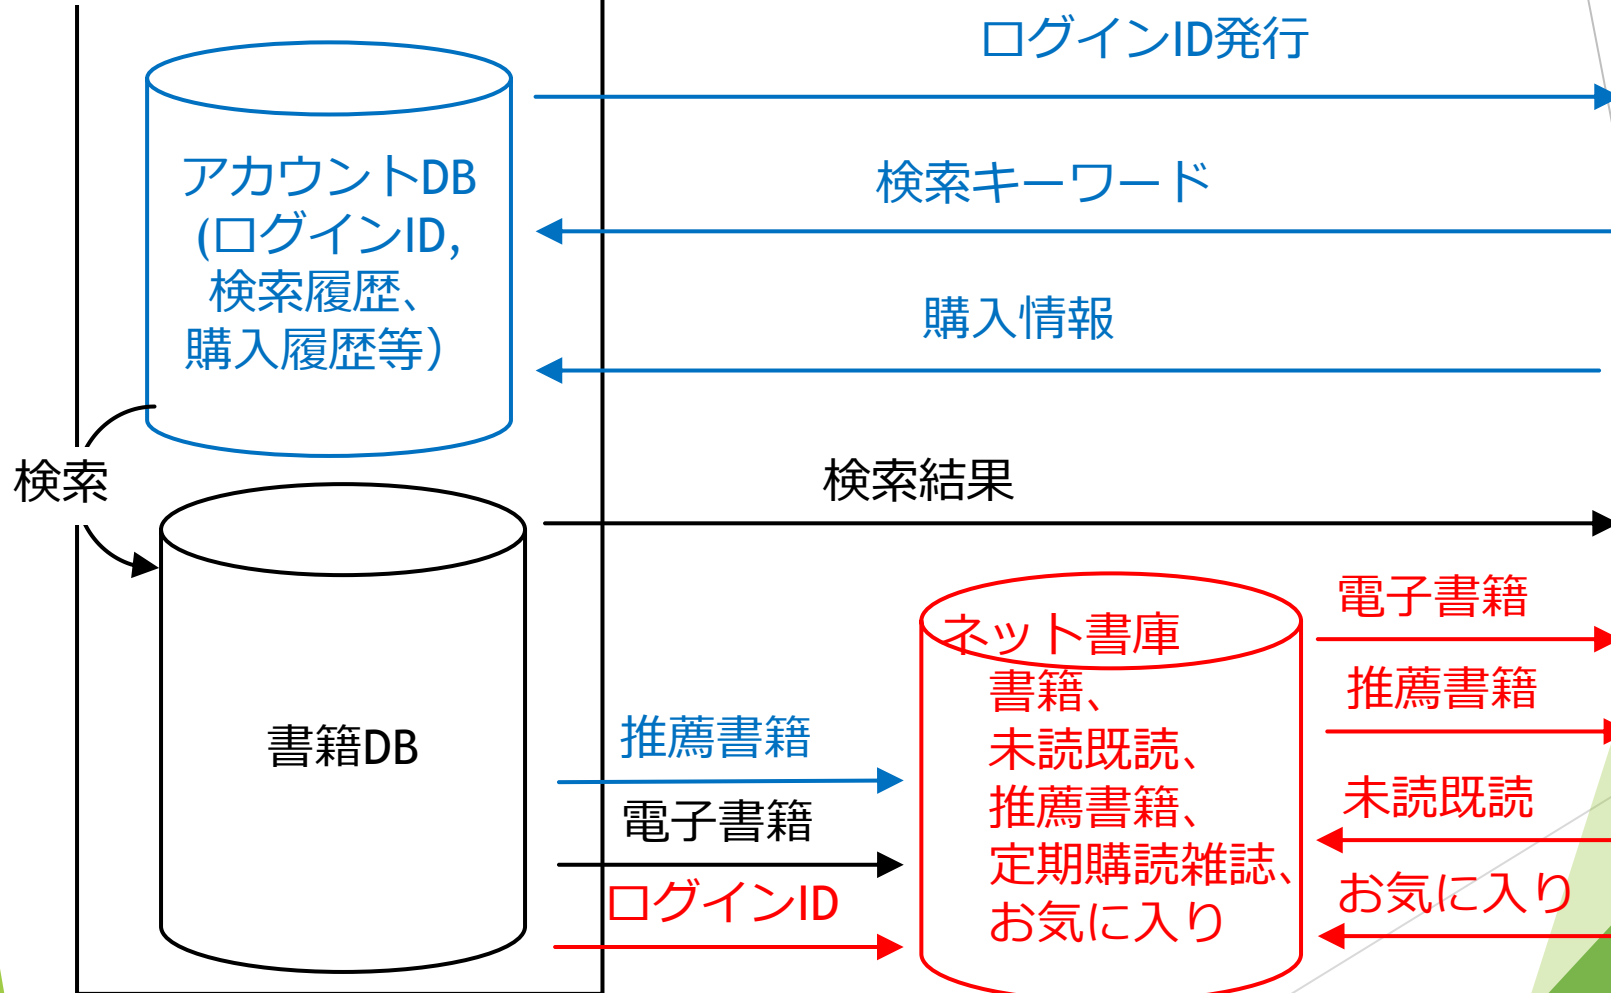 ログインID発行
アカウントDB
(ログインID,
検索履歴、
購入履歴等）
検索キーワード
購入情報
検索
検索結果
書籍DB
推薦書籍
電子書籍
ログインID
ネット書庫
書籍、
未読既読、
推薦書籍、
定期購読雑誌、
お気に入り
電子書籍
推薦書籍
未読既読
お気に入り